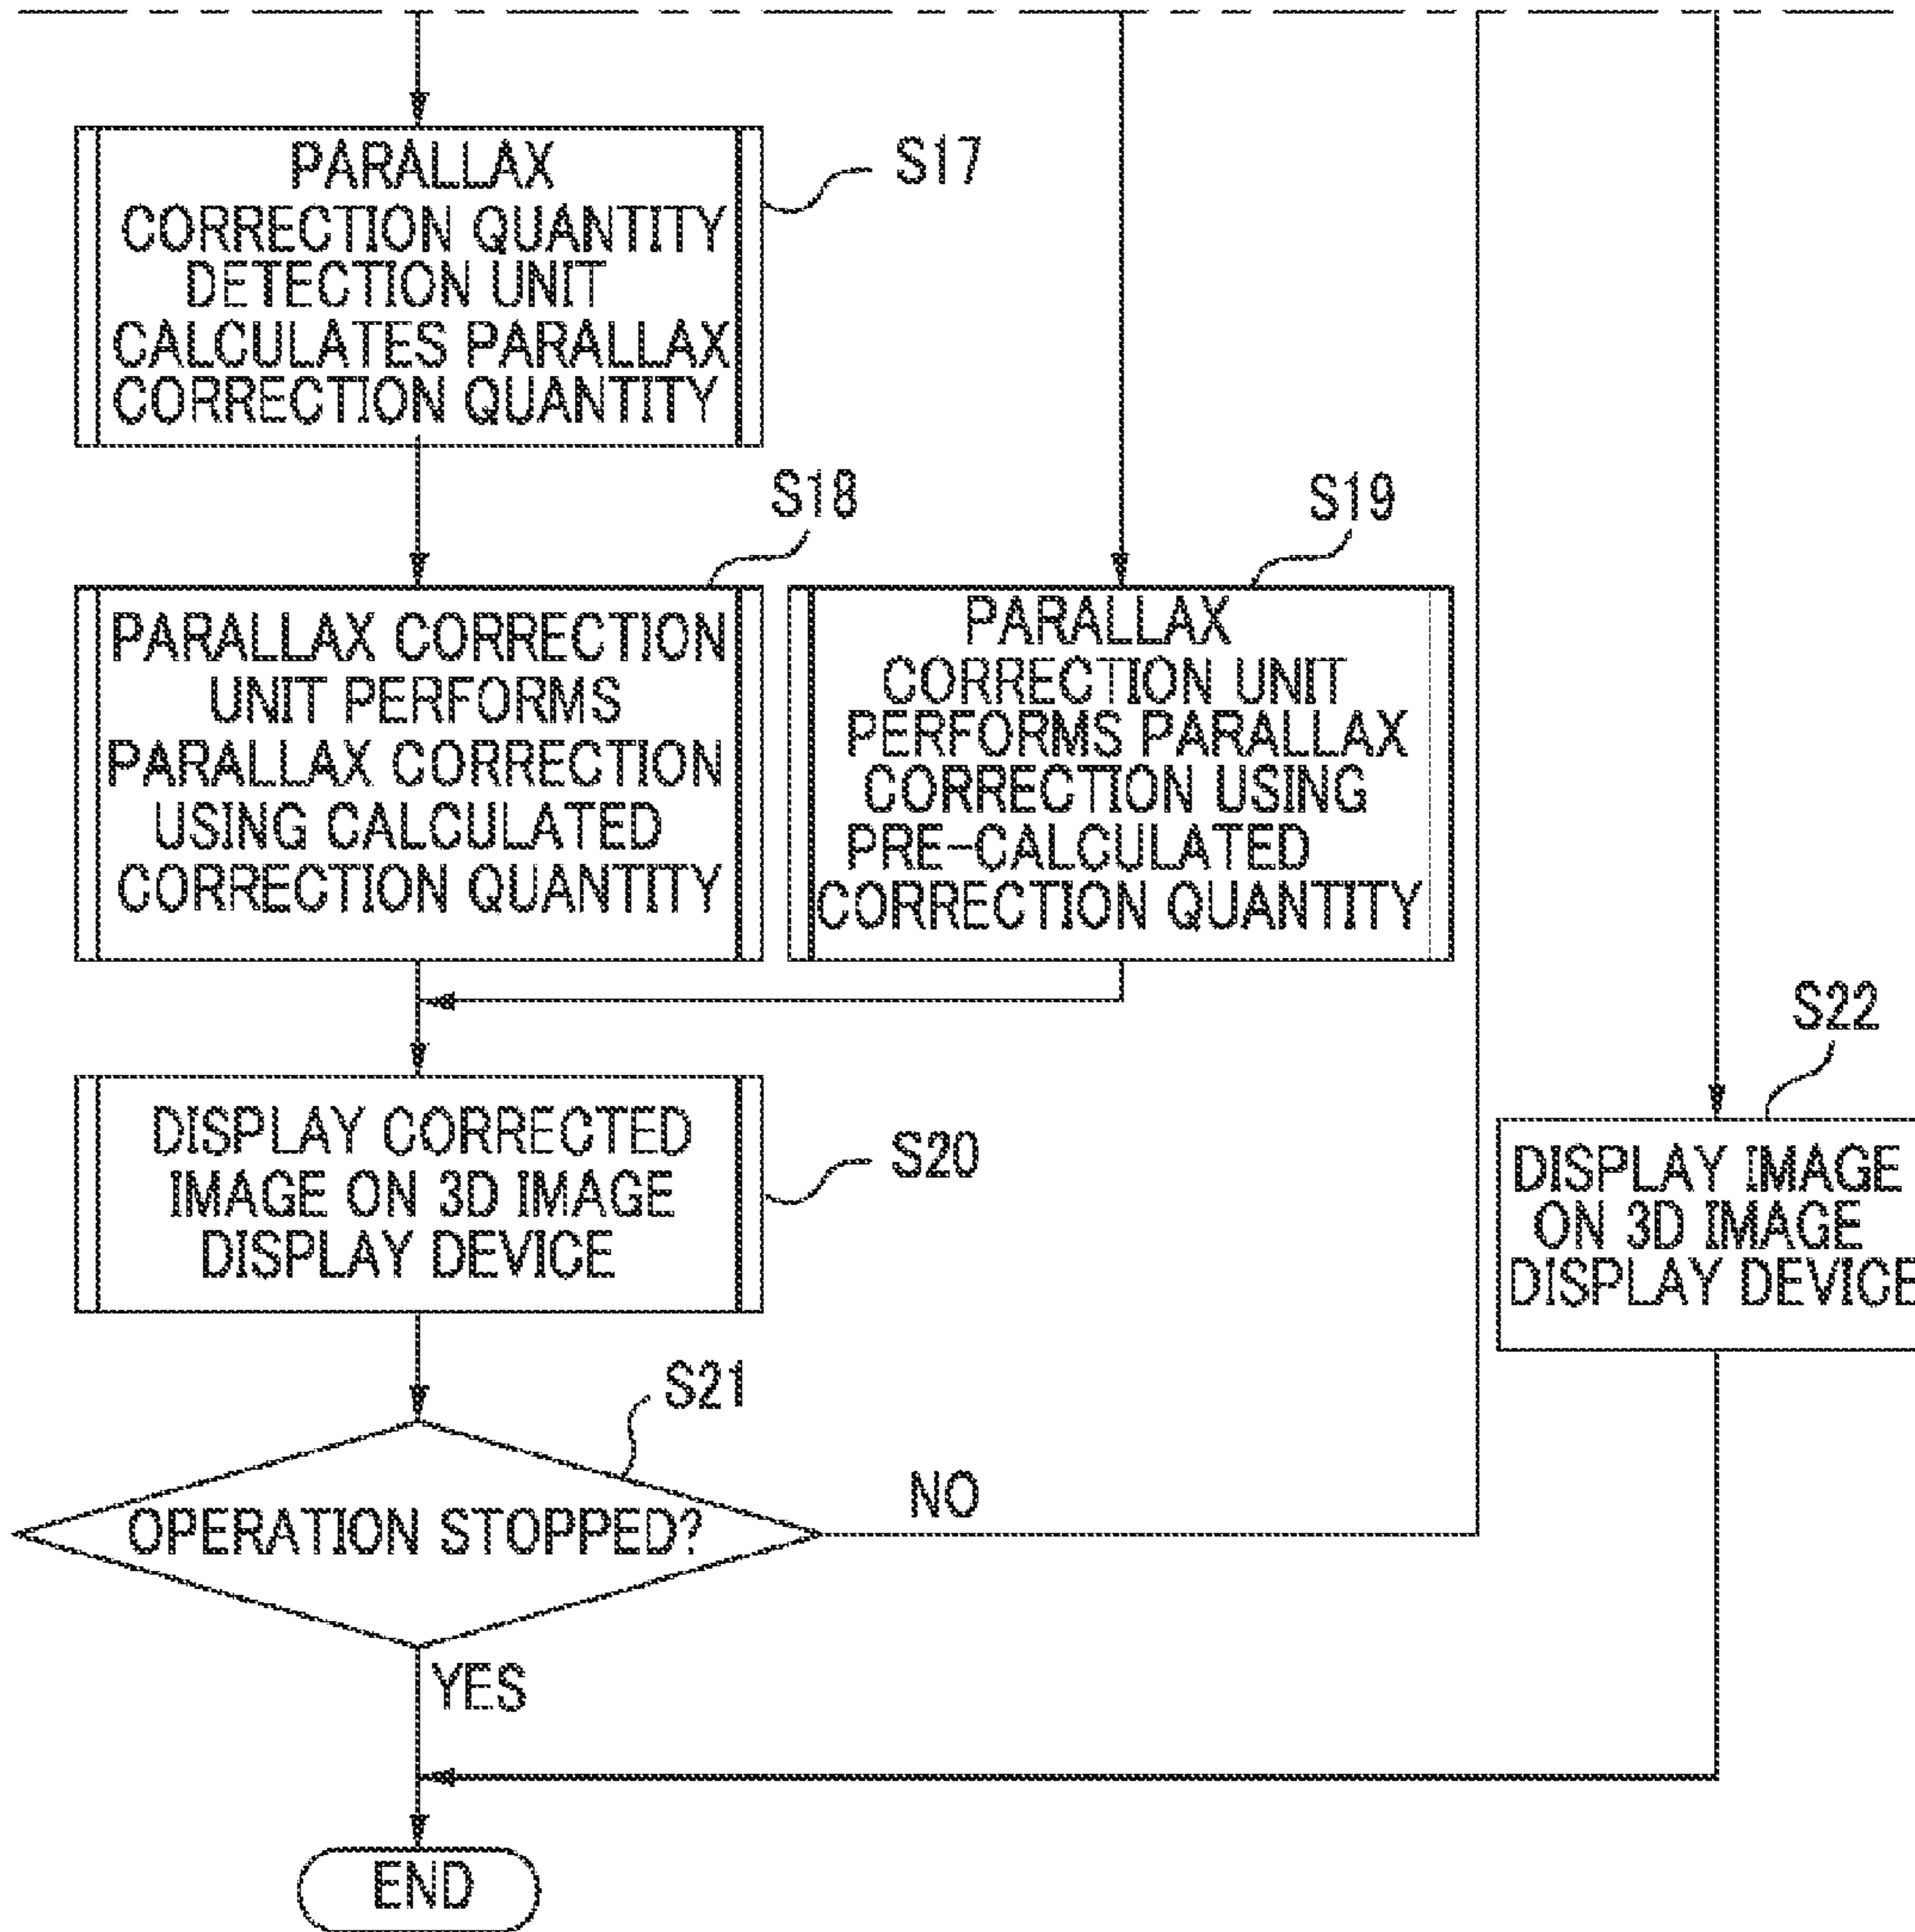 PARALLAX
CORRECTION QUANTITY
DETECTION UNIT
CALCULATES PARALLAX
CORRECTION QUANTITY
S17
S18
PARALLAX CORRECTION
UNIT PERFORMS
PARALLAX CORRECTION
USING CALCULATED
CORRECTION QUANTITY
S19
PARALLAX
CORRECTION UNIT
PERFORMS PARALLAX
CORRECTION USING
PRE-CALCULATED
CORRECTION QUANTITY
DISPLAY CORRECTED
IMAGE ON 3D IMAGE
DISPLAY DEVICE
S20
S22
DISPLAY IMAGE
ON 3D IMAGE
DISPLAY DEVICE
S21
OPERATION STOPPED?
NO
YES
END